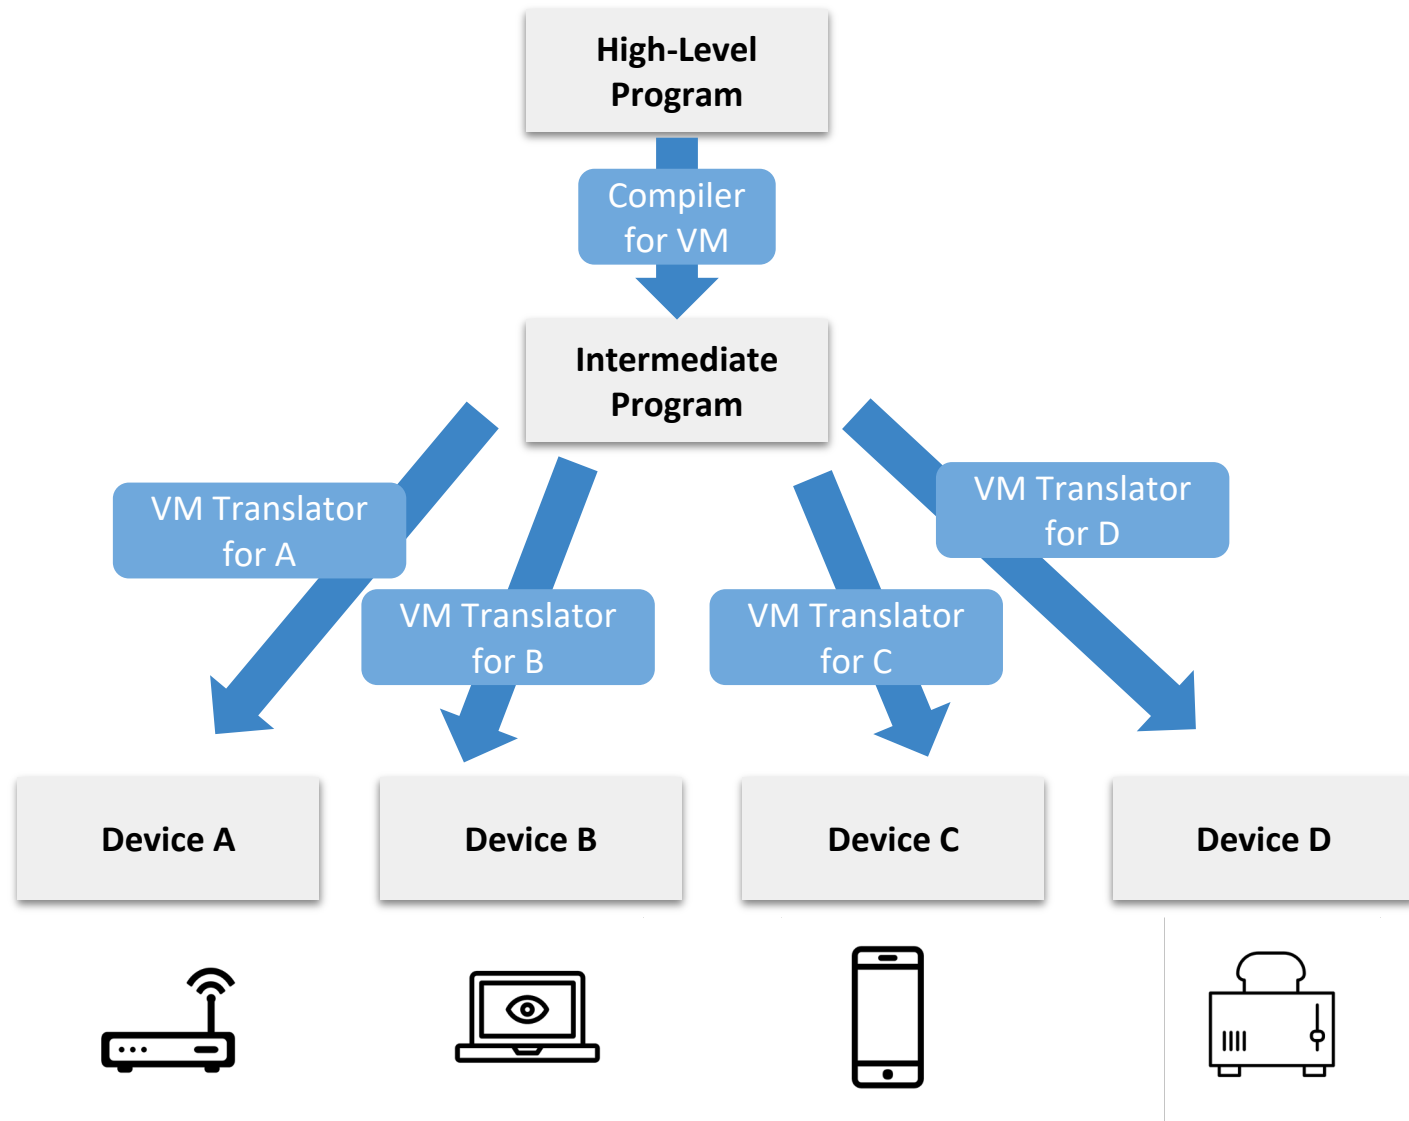 High-Level
Program
Compiler
for VM
Intermediate
Program
VM Translator
for A
VM Translator
for B
VM Translator
for C
VM Translator
for D
Device A
Device B
Device C
Device D